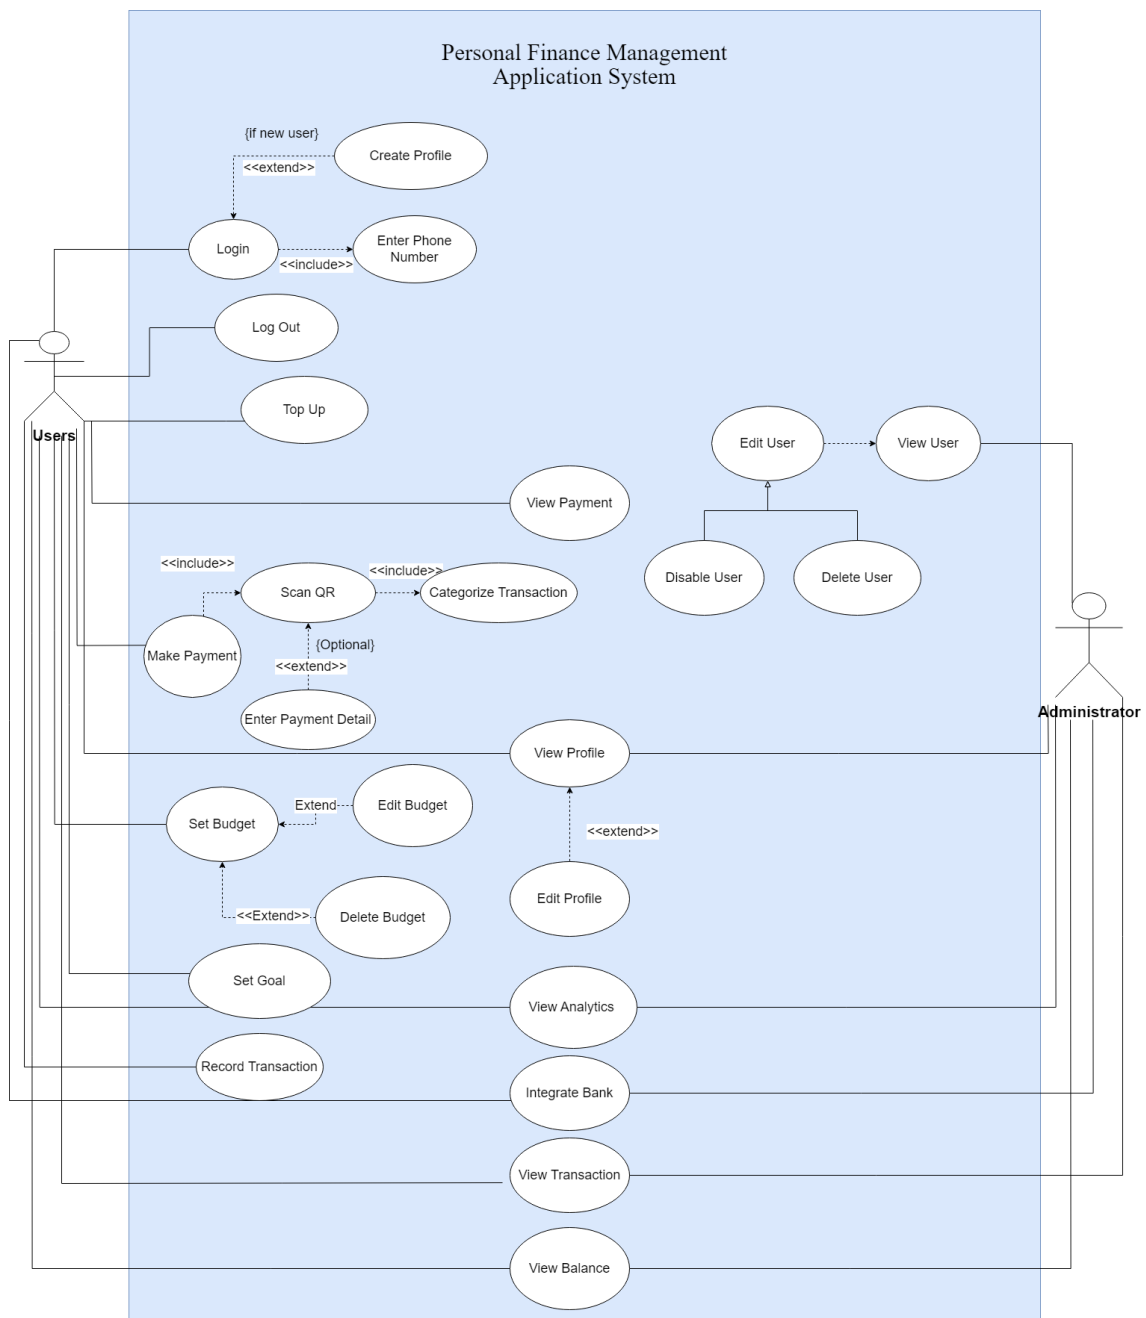 Personal Finance Management
Application System
{if new user}
Create Profile
<<extend>>
Login
Enter Phone
Number
<<include>>
Log Out
Top Up
Users
Edit User
View User
View Payment
<<include>>
<<include>>
Scan QR
Categorize Transaction
Disable User
Delete User
{Optional}
Make Payment
<<extend>>
Enter Payment Detail
Administrator
View Profile
Extend
Edit Budget
Set Budget
<<extend>>
Edit Profile
<<Extend>>
Delete Budget
Set Goal
View Analytics
Record Transaction
Integrate Bank
View Transaction
View Balance